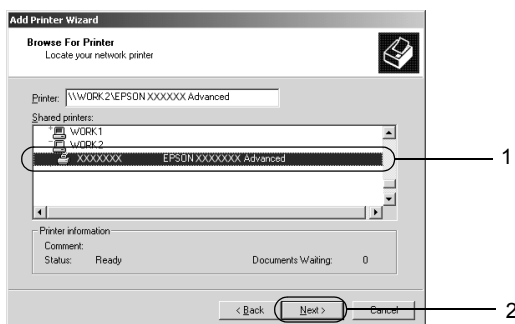 Add Printer Wizard
Browse For Printer
Locate your network printer
Printer: \\WORK2\EPSON XXXXXX Advanced
Shared printers:
WORK1
WORK2
XXXXXXX EPSON XXXXXXX Advanced
1
Printer information
Comment:
Status: Ready Documents Waiting: 0
< Back Next > Cancel
2